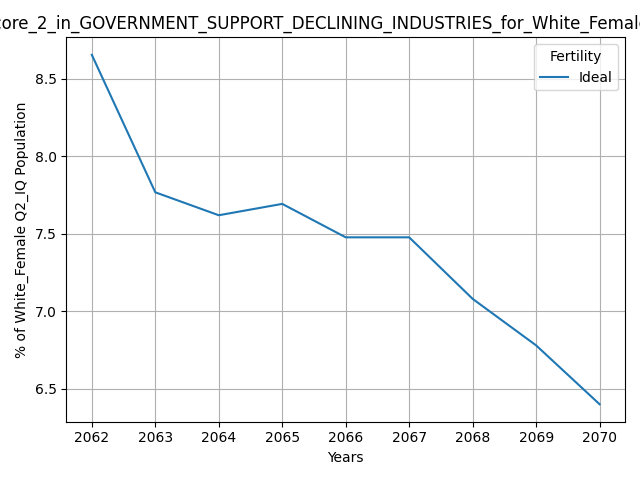 core_2_in_GOVERNMENT_SUPPORT_DECLINING_INDUSTRIES_for_White_Female
Fertility
Ideal
8.5
8.0
7.5
7.0
6.5
% of White_Female Q2_IQ Population
2062 2063 2064 2065 2066 2067 2068 2069 2070
Years